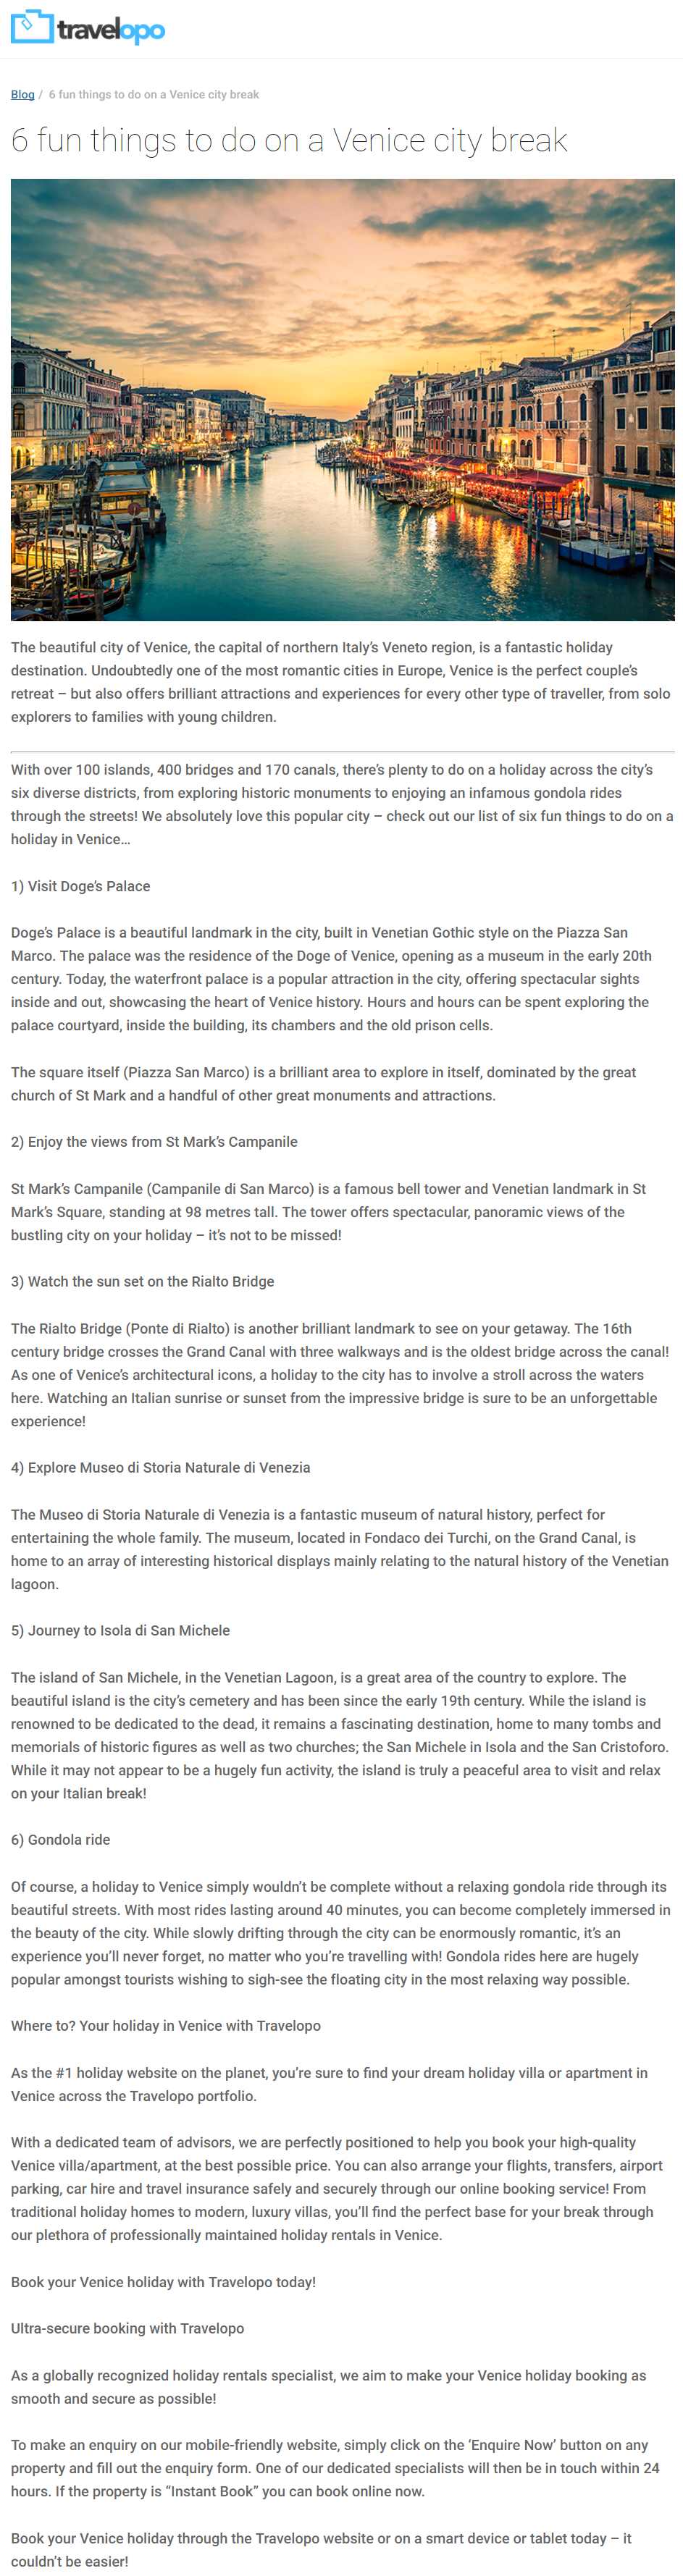 travelopo
Blog / 6 fun things to do on a Venice city break
6 fun things to do on a Venice city break
The beautiful city of Venice, the capital of northern Italy’s Veneto region, is a fantastic holiday
destination. Undoubtedly one of the most romantic cities in Europe, Venice is the perfect couple’s
retreat – but also offers brilliant attractions and experiences for every other type of traveller, from solo
explorers to families with young children.
With over 100 islands, 400 bridges and 170 canals, there’s plenty to do on a holiday across the city’s
six diverse districts, from exploring historic monuments to enjoying an infamous gondola rides
through the streets! We absolutely love this popular city – check out our list of six fun things to do on a
holiday in Venice…
1) Visit Doge’s Palace
Doge’s Palace is a beautiful landmark in the city, built in Venetian Gothic style on the Piazza San
Marco. The palace was the residence of the Doge of Venice, opening as a museum in the early 20th
century. Today, the waterfront palace is a popular attraction in the city, offering spectacular sights
inside and out, showcasing the heart of Venice history. Hours and hours can be spent exploring the
palace courtyard, inside the building, its chambers and the old prison cells.
The square itself (Piazza San Marco) is a brilliant area to explore in itself, dominated by the great
church of St Mark and a handful of other great monuments and attractions.
2) Enjoy the views from St Mark’s Campanile
St Mark’s Campanile (Campanile di San Marco) is a famous bell tower and Venetian landmark in St
Mark’s Square, standing at 98 metres tall. The tower offers spectacular, panoramic views of the
bustling city on your holiday – it’s not to be missed!
3) Watch the sun set on the Rialto Bridge
The Rialto Bridge (Ponte di Rialto) is another brilliant landmark to see on your getaway. The 16th
century bridge crosses the Grand Canal with three walkways and is the oldest bridge across the canal!
As one of Venice’s architectural icons, a holiday to the city has to involve a stroll across the waters
here. Watching an Italian sunrise or sunset from the impressive bridge is sure to be an unforgettable
experience!
4) Explore Museo di Storia Naturale di Venezia
The Museo di Storia Naturale di Venezia is a fantastic museum of natural history, perfect for
entertaining the whole family. The museum, located in Fondaco dei Turchi, on the Grand Canal, is
home to an array of interesting historical displays mainly relating to the natural history of the Venetian
lagoon.
5) Journey to Isola di San Michele
The island of San Michele, in the Venetian Lagoon, is a great area of the country to explore. The
beautiful island is the city’s cemetery and has been since the early 19th century. While the island is
renowned to be dedicated to the dead, it remains a fascinating destination, home to many tombs and
memorials of historic figures as well as two churches; the San Michele in Isola and the San Cristoforo.
While it may not appear to be a hugely fun activity, the island is truly a peaceful area to visit and relax
on your Italian break!
6) Gondola ride
Of course, a holiday to Venice simply wouldn’t be complete without a relaxing gondola ride through its
beautiful streets. With most rides lasting around 40 minutes, you can become completely immersed in
the beauty of the city. While slowly drifting through the city can be enormously romantic, it’s an
experience you’ll never forget, no matter who you’re travelling with! Gondola rides here are hugely
popular amongst tourists wishing to sigh-see the floating city in the most relaxing way possible.
Where to? Your holiday in Venice with Travelopo
As the #1 holiday website on the planet, you’re sure to find your dream holiday villa or apartment in
Venice across the Travelopo portfolio.
With a dedicated team of advisors, we are perfectly positioned to help you book your high-quality
Venice villa/apartment, at the best possible price. You can also arrange your flights, transfers, airport
parking, car hire and travel insurance safely and securely through our online booking service! From
traditional holiday homes to modern, luxury villas, you’ll find the perfect base for your break through
our plethora of professionally maintained holiday rentals in Venice.
Book your Venice holiday with Travelopo today!
Ultra-secure booking with Travelopo
As a globally recognized holiday rentals specialist, we aim to make your Venice holiday booking as
smooth and secure as possible!
To make an enquiry on our mobile-friendly website, simply click on the ‘Enquire Now’ button on any
property and fill out the enquiry form. One of our dedicated specialists will then be in touch within 24
hours. If the property is “Instant Book” you can book online now.
Book your Venice holiday through the Travelopo website or on a smart device or tablet today – it
couldn’t be easier!